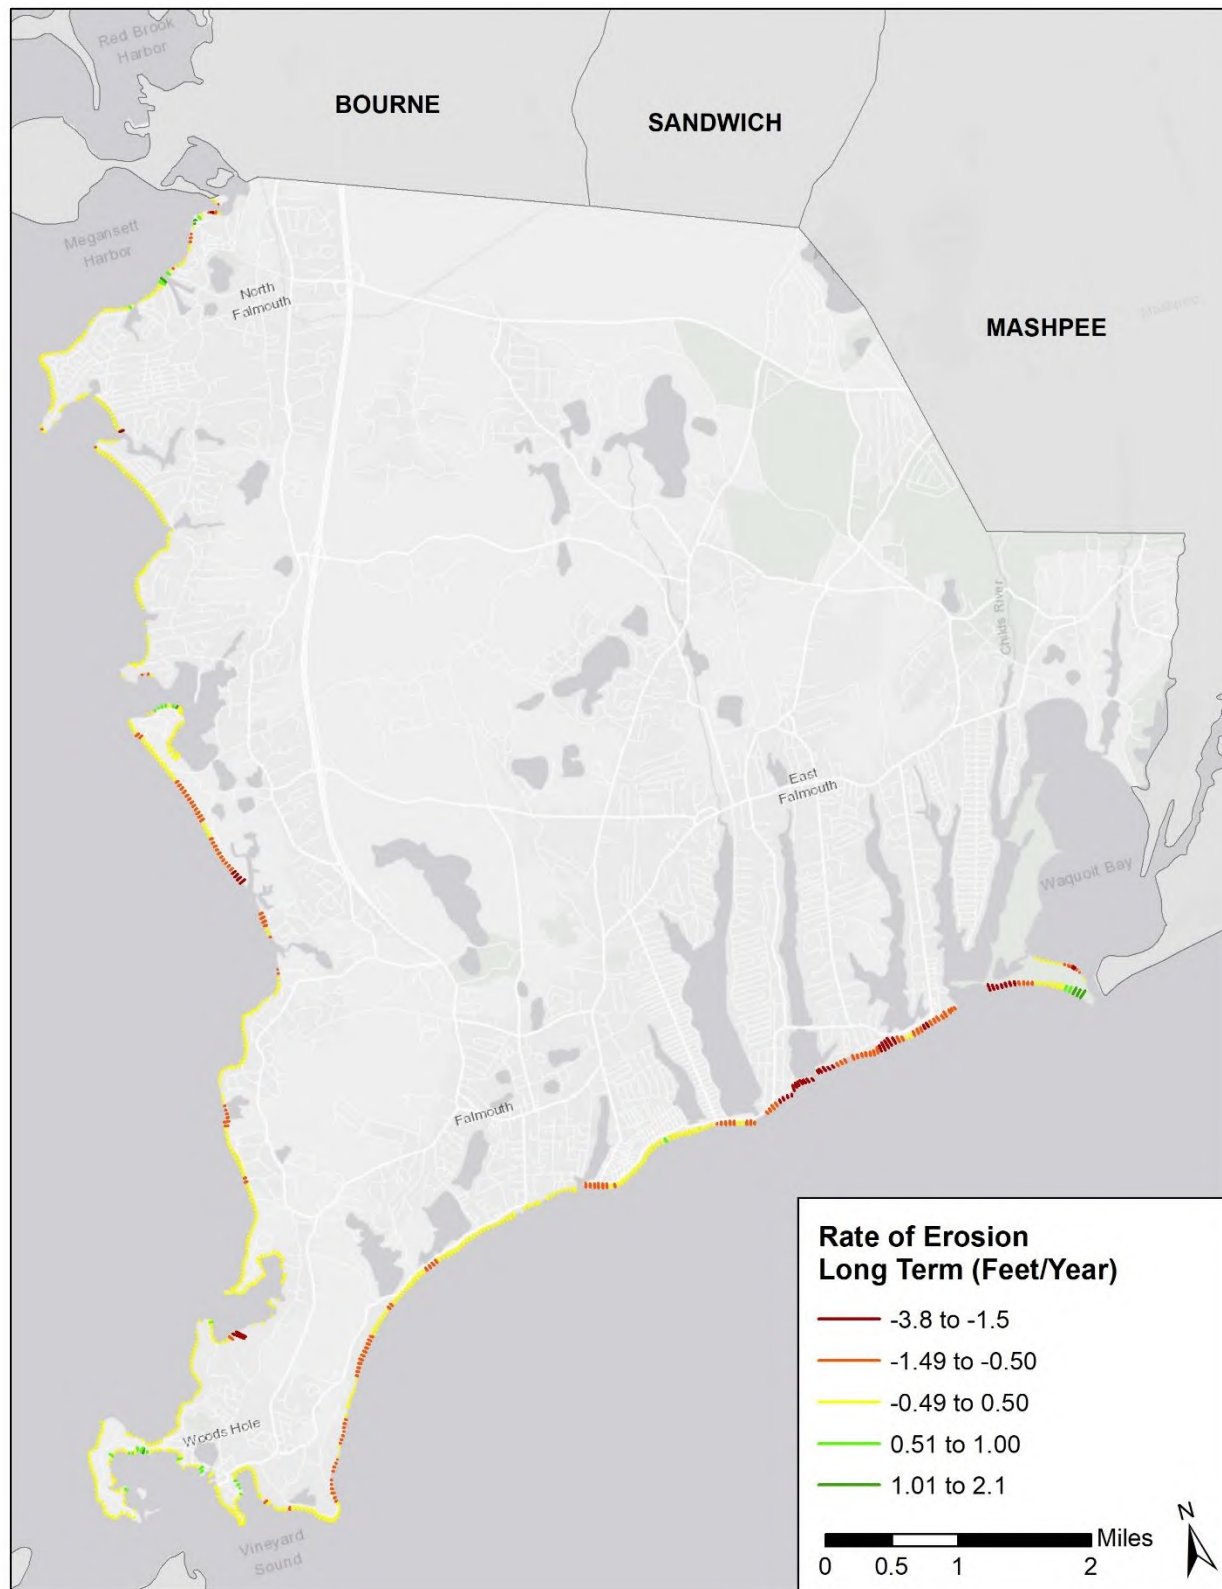 Red Brook
Harbor
BOURNE
SANDWICH
Megansett
Harbor
North
Falmouth
MASHPEE
Mashpee
Childs River
East
Falmouth
Waquoit Bay
Falmouth
Woods Hole
Vineyard
Sound
Rate of Erosion
Long Term (Feet/Year)
-3.8 to -1.5
-1.49 to -0.50
-0.49 to 0.50
0.51 to 1.00
1.01 to 2.1
N
Miles
0 0.5 1 2